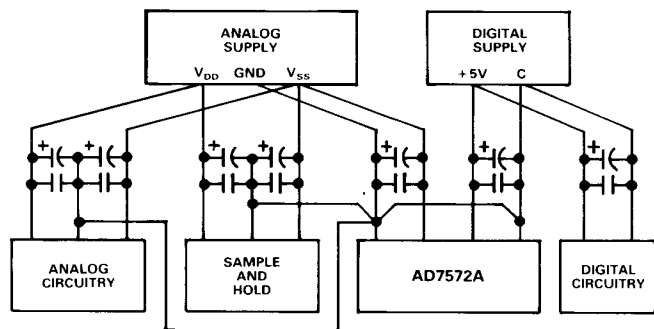 ANALOG
SUPPLY
V_DD GND V_SS
DIGITAL
SUPPLY
+5V C
+ + + + + + +
ANALOG
CIRCUITRY
SAMPLE
AND
HOLD
AD7572A
DIGITAL
CIRCUITRY